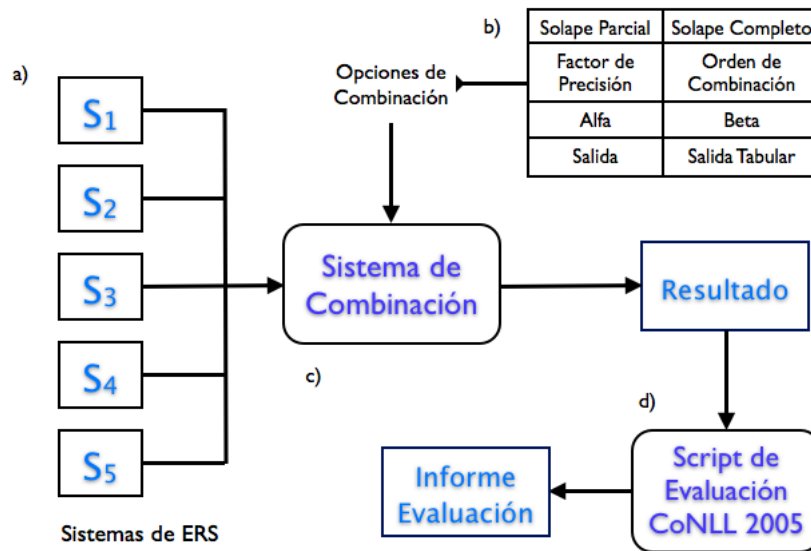 a)
S1
S2
S3
S4
S5
Sistemas de ERS
b)
Opciones de
Combinación
Solape Parcial
Solape Completo
Factor de
Precisión
Orden de
Combinación
Alfa
Beta
Salida
Salida Tabular
c)
Sistema de
Combinación
Resultado
d)
Script de
Evaluación
CoNLL 2005
Informe
Evaluación